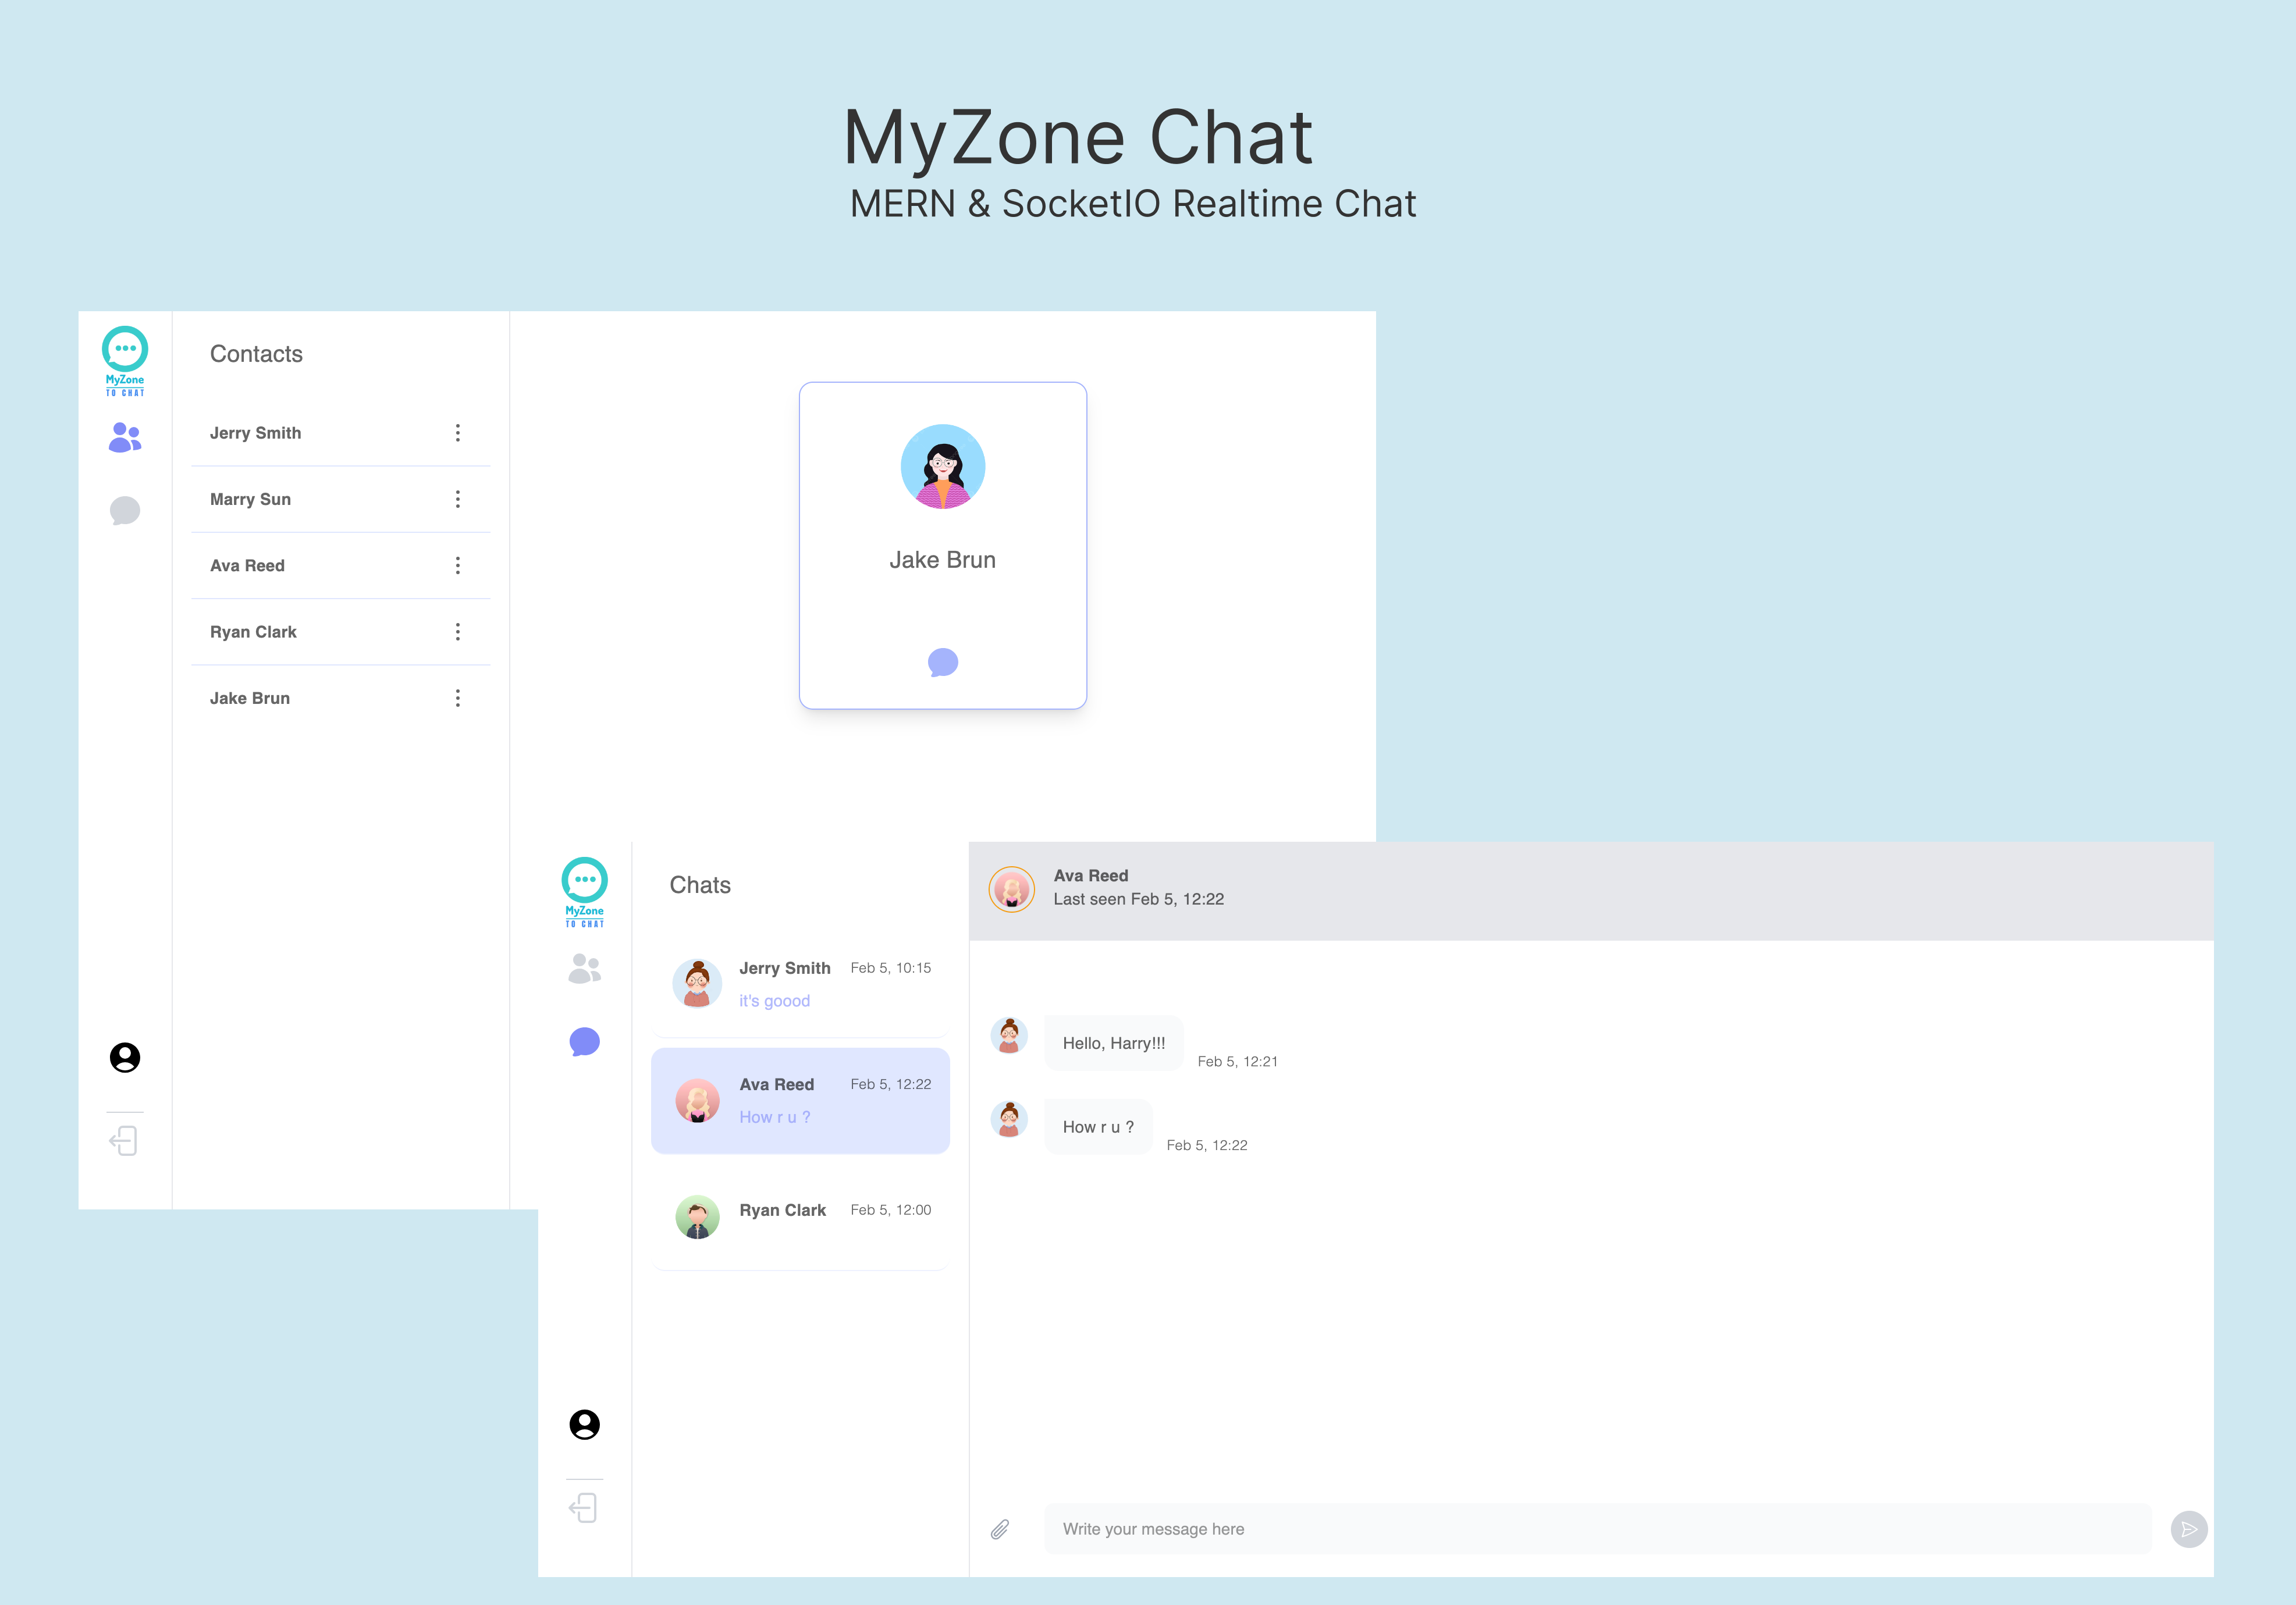 MyZone Chat
MERN & SocketIO Realtime Chat
MyZone
TO CHAT
Contacts
Jerry Smith
Marry Sun
Ava Reed
Ryan Clark
Jake Brun
Jake Brun
MyZone
TO CHAT
Chats
Jerry Smith Feb 5, 10:15
it's goood
Ava Reed Feb 5, 12:22
How r u ?
Ryan Clark Feb 5, 12:00
Ava Reed
Last seen Feb 5, 12:22
Hello, Harry!!!
Feb 5, 12:21
How r u ?
Feb 5, 12:22
Write your message here